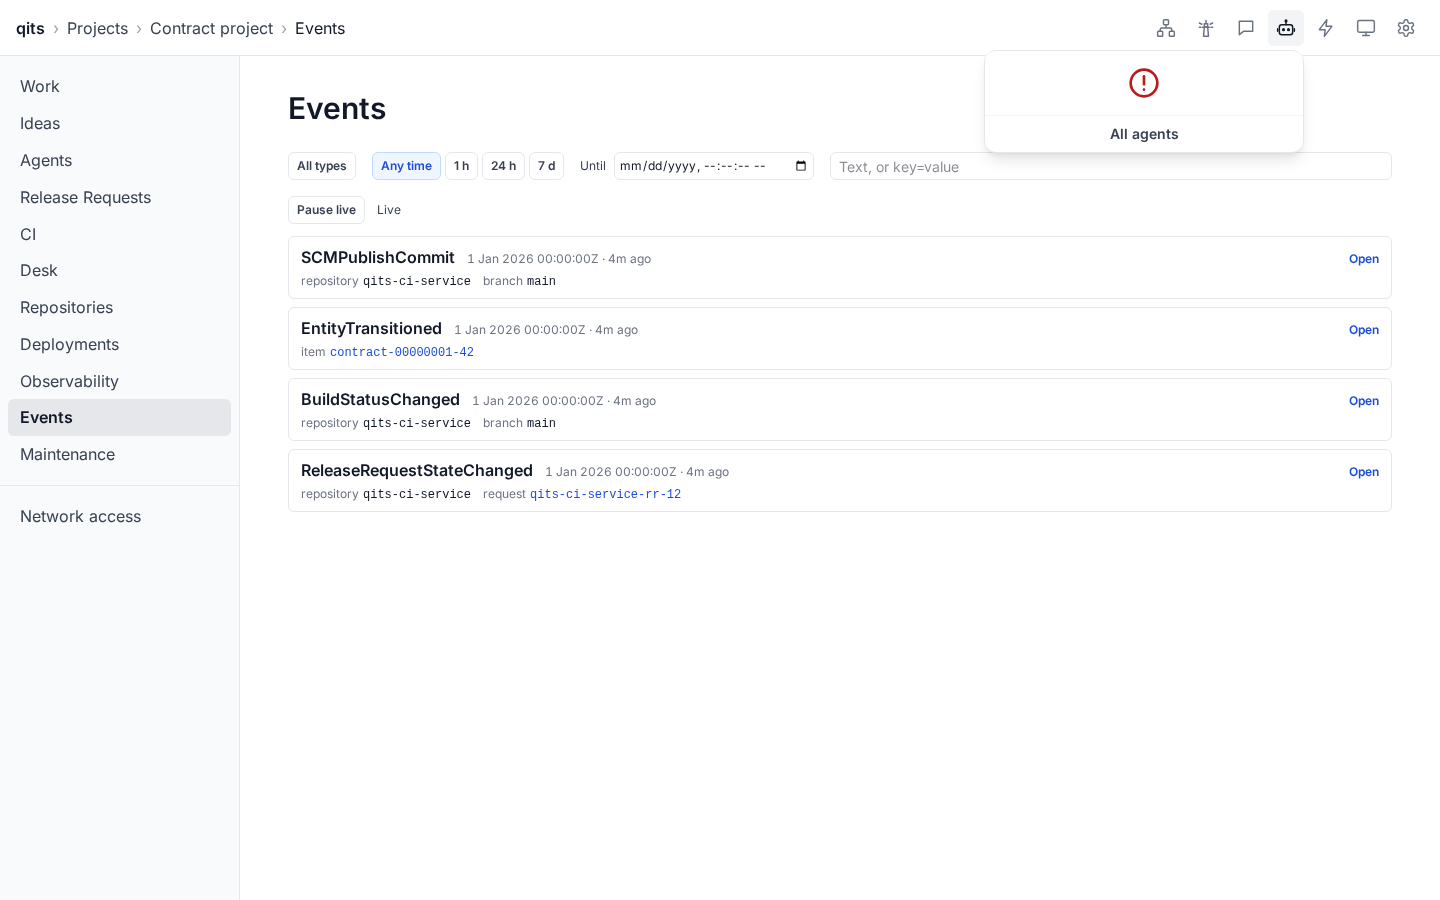 qits › Projects › Contract project › Events
All agents
Work
Ideas
Agents
Release Requests
CI
Desk
Repositories
Deployments
Observability
Events
Maintenance
Network access
Events
All types Any time 1 h 24 h 7 d Until mm/dd/yyyy, --:--:-- -- Text, or key=value
Pause live Live
SCMPublishCommit 1 Jan 2026 00:00:00Z · 4m ago Open
repository qits-ci-service branch main
EntityTransitioned 1 Jan 2026 00:00:00Z · 4m ago Open
item contract-00000001-42
BuildStatusChanged 1 Jan 2026 00:00:00Z · 4m ago Open
repository qits-ci-service branch main
ReleaseRequestStateChanged 1 Jan 2026 00:00:00Z · 4m ago Open
repository qits-ci-service request qits-ci-service-rr-12